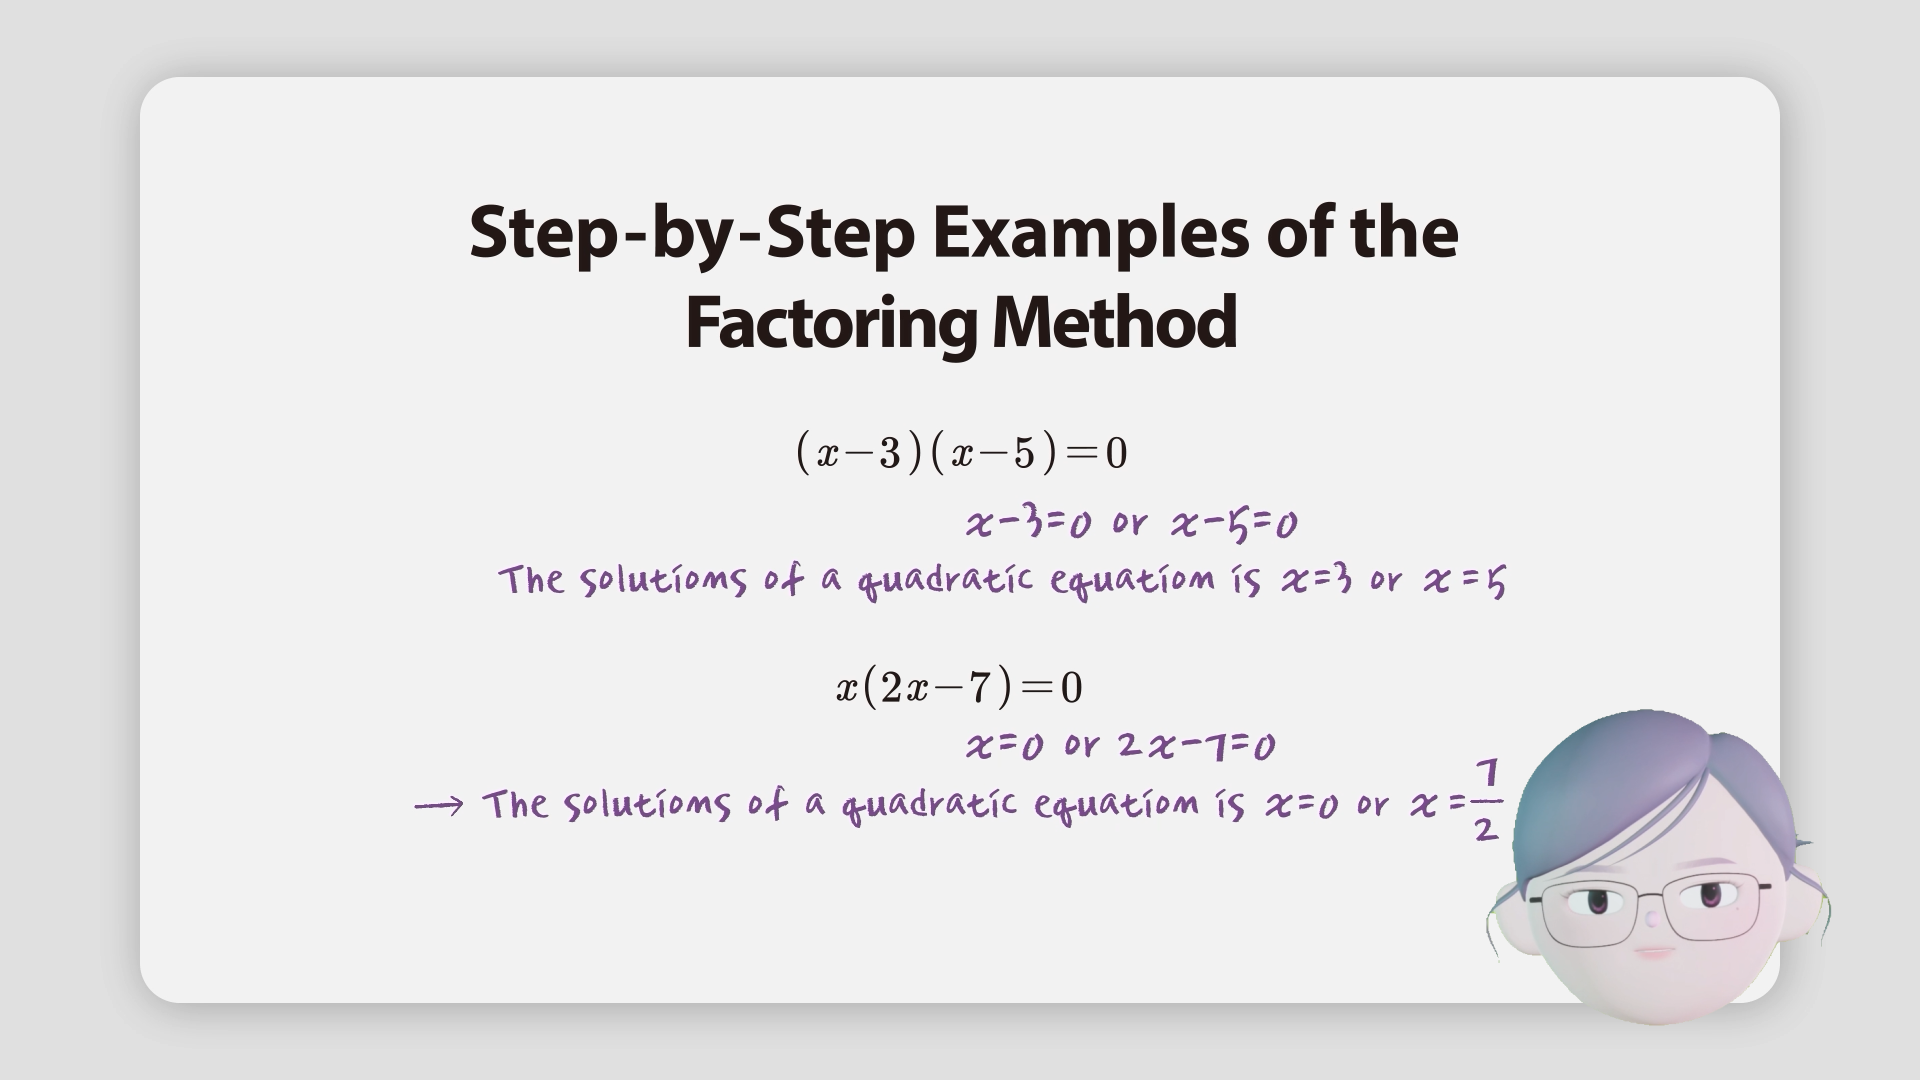 Step-by-Step Examples of the
Factoring Method
(x−3)(x−5)=0
x−3=0 or x−5=0
The solutions of a quadratic equation is x=3 or x=5
x(2x−7)=0
x=0 or 2x−7=0
→ The solutions of a quadratic equation is x=0 or x=7/2